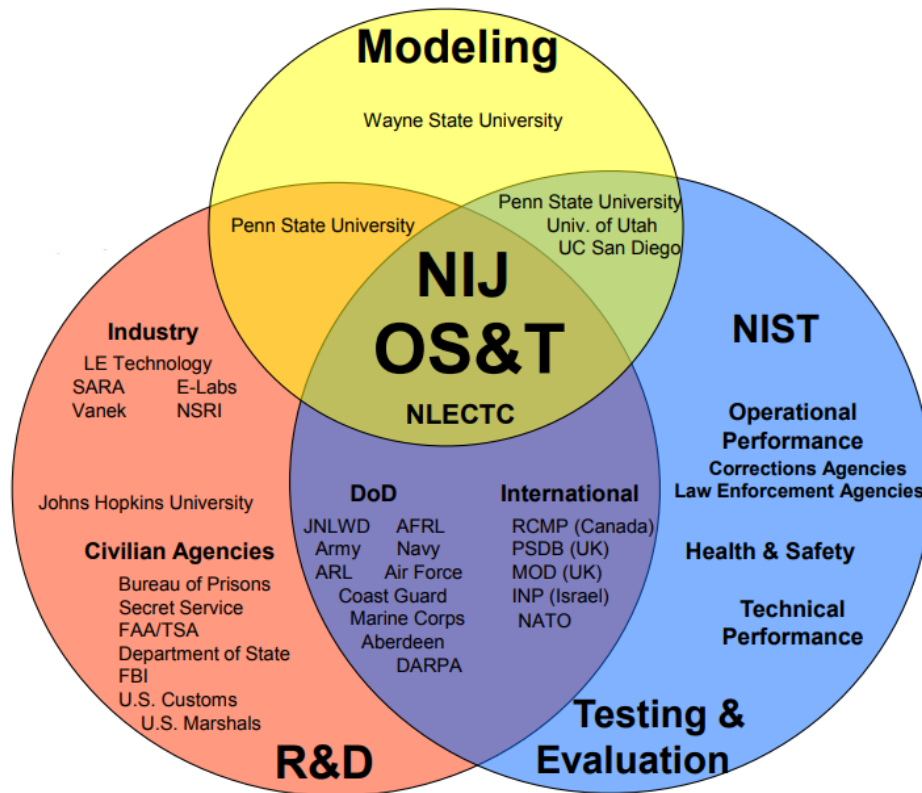 Modeling
Wayne State University
Penn State University
Penn State University
Univ. of Utah
UC San Diego
NIJ
OS&T
NLECTC
Industry
LE Technology
SARA E-Labs
Vanek NSRI
Johns Hopkins University
Civilian Agencies
Bureau of Prisons
Secret Service
FAA/TSA
Department of State
FBI
U.S. Customs
U.S. Marshals
R&D
DoD
JNLWD AFRL
Army Navy
ARL Air Force
Coast Guard
Marine Corps
Aberdeen
DARPA
International
RCMP (Canada)
PSDB (UK)
MOD (UK)
INP (Israel)
NATO
NIST
Operational
Performance
Corrections Agencies
Law Enforcement Agencies
Health & Safety
Technical
Performance
Testing &
Evaluation